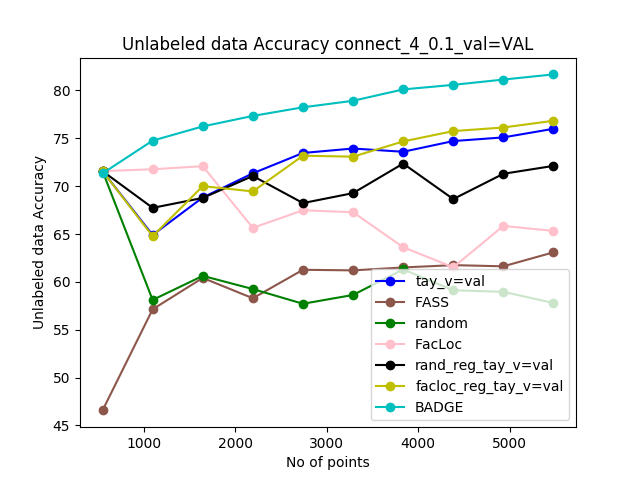 Unlabeled data Accuracy connect_4_0.1_val=VAL
Unlabeled data Accuracy
80
75
70
65
60
55
50
45
tay_v=val
FASS
random
FacLoc
rand_reg_tay_v=val
facloc_reg_tay_v=val
BADGE
1000 2000 3000 4000 5000
No of points